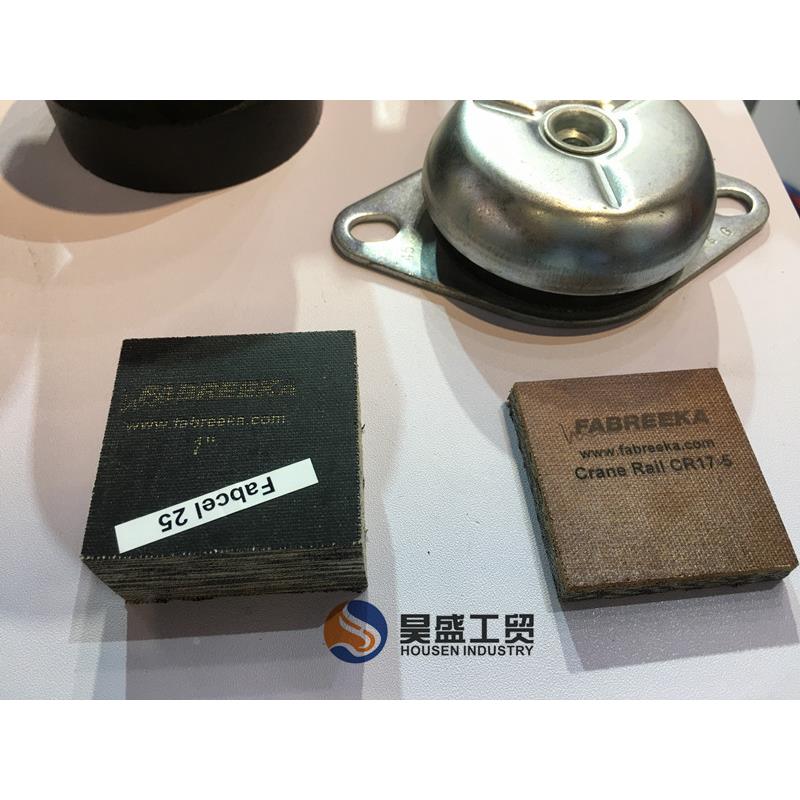 FABREEKA
www.fabreeka.com
1"
Fabcel 25
FABREEKA
www.fabreeka.com
Crane Rail CR17-5
昊盛工贸
HOUSEN INDUSTRY